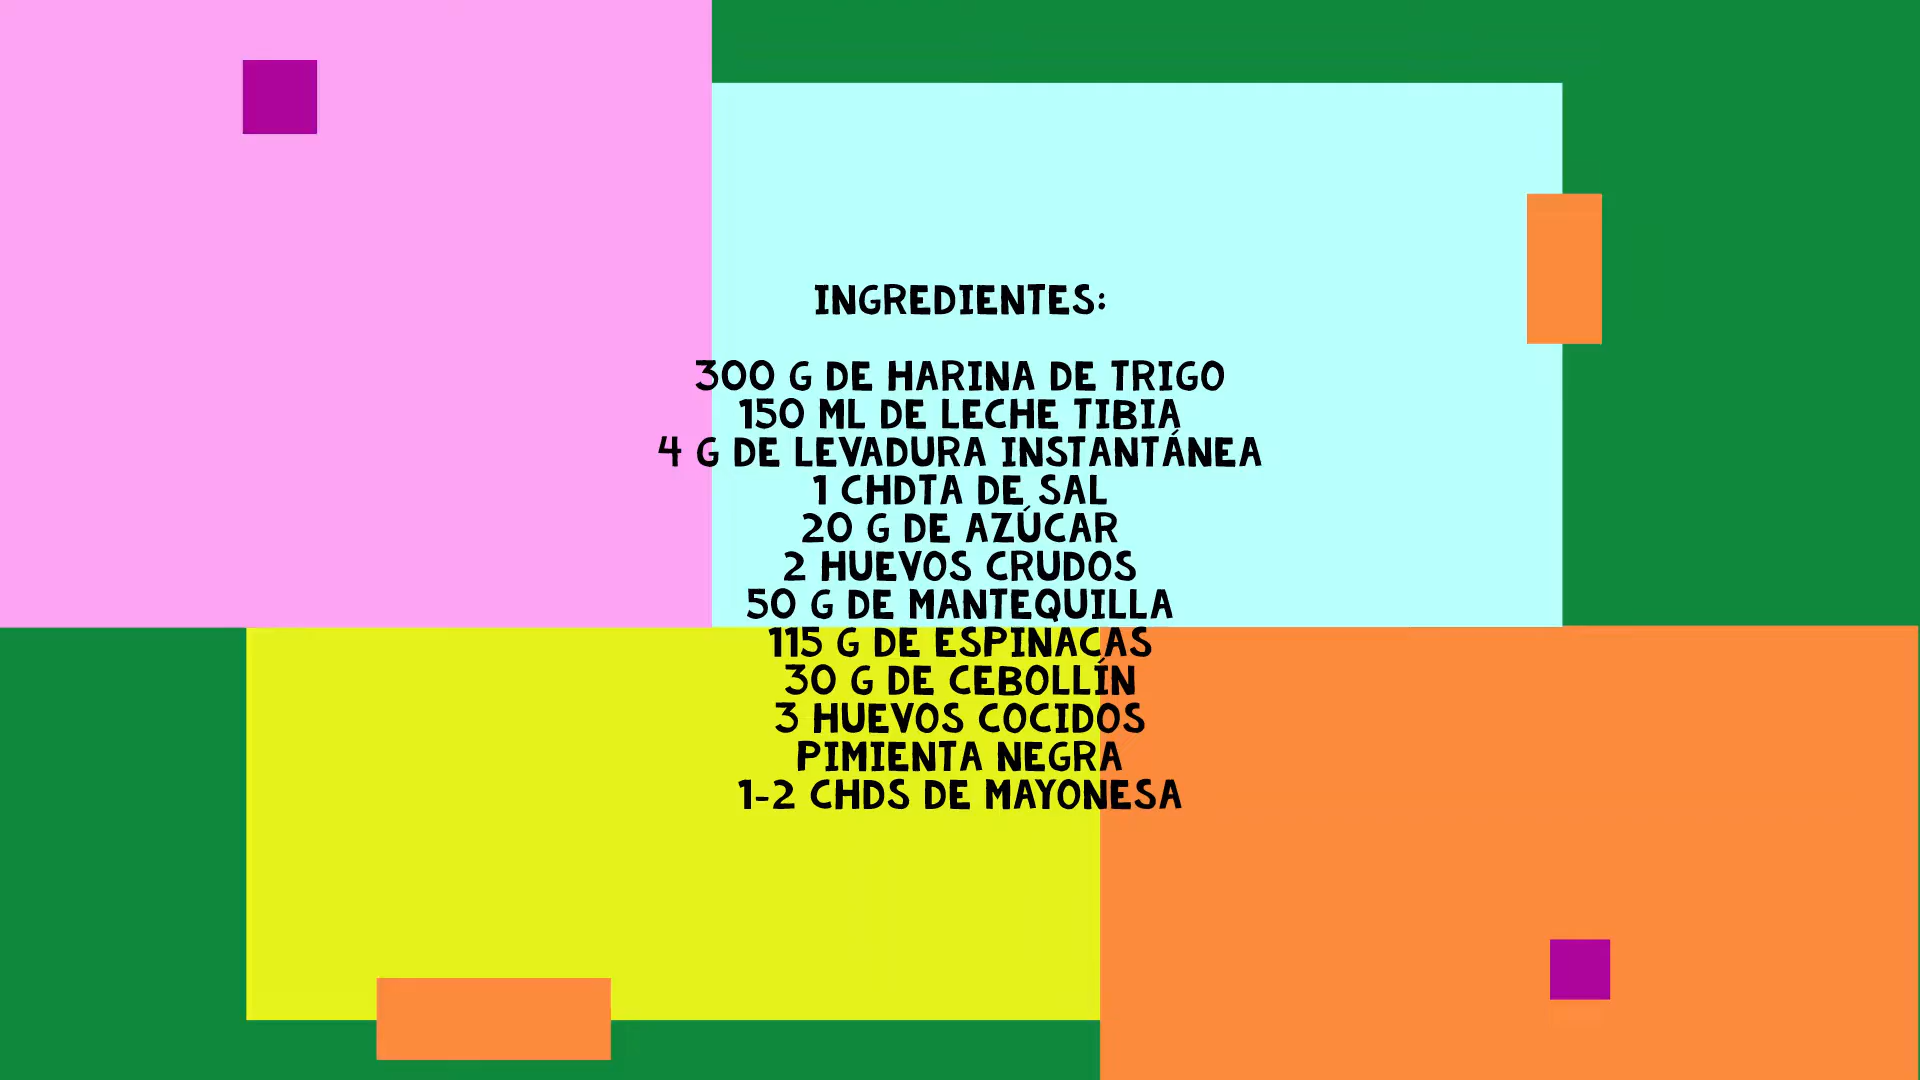 INGREDIENTES:
300 G DE HARINA DE TRIGO
150 ML DE LECHE TIBIA
4 G DE LEVADURA INSTANTÁNEA
1 CHDTA DE SAL
20 G DE AZÚCAR
2 HUEVOS CRUDOS
50 G DE MANTEQUILLA
115 G DE ESPINACAS
30 G DE CEBOLLÍN
3 HUEVOS COCIDOS
PIMIENTA NEGRA
1-2 CHDS DE MAYONESA